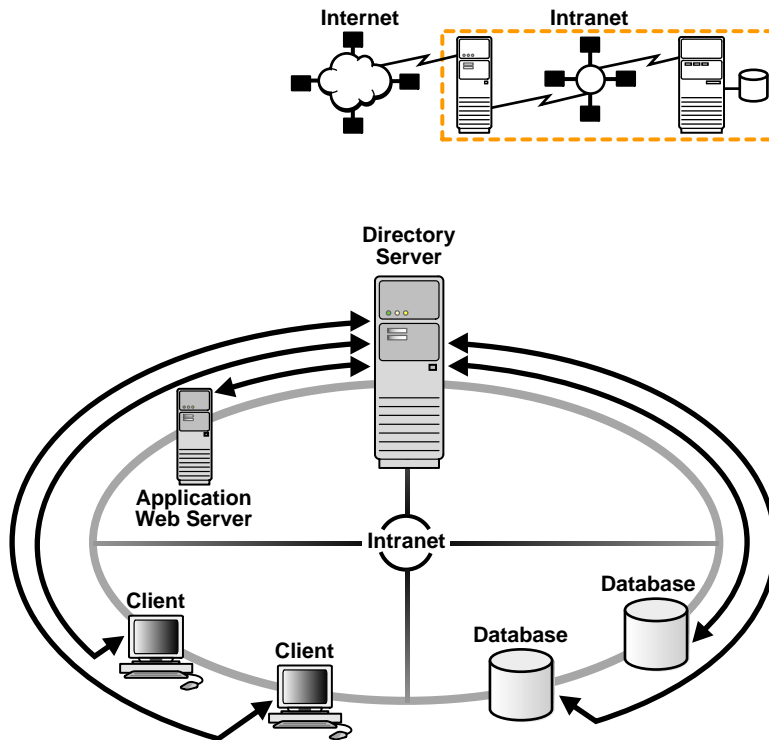 Internet
Intranet
Directory
Server
Application
Web Server
Intranet
Client
Client
Database
Database